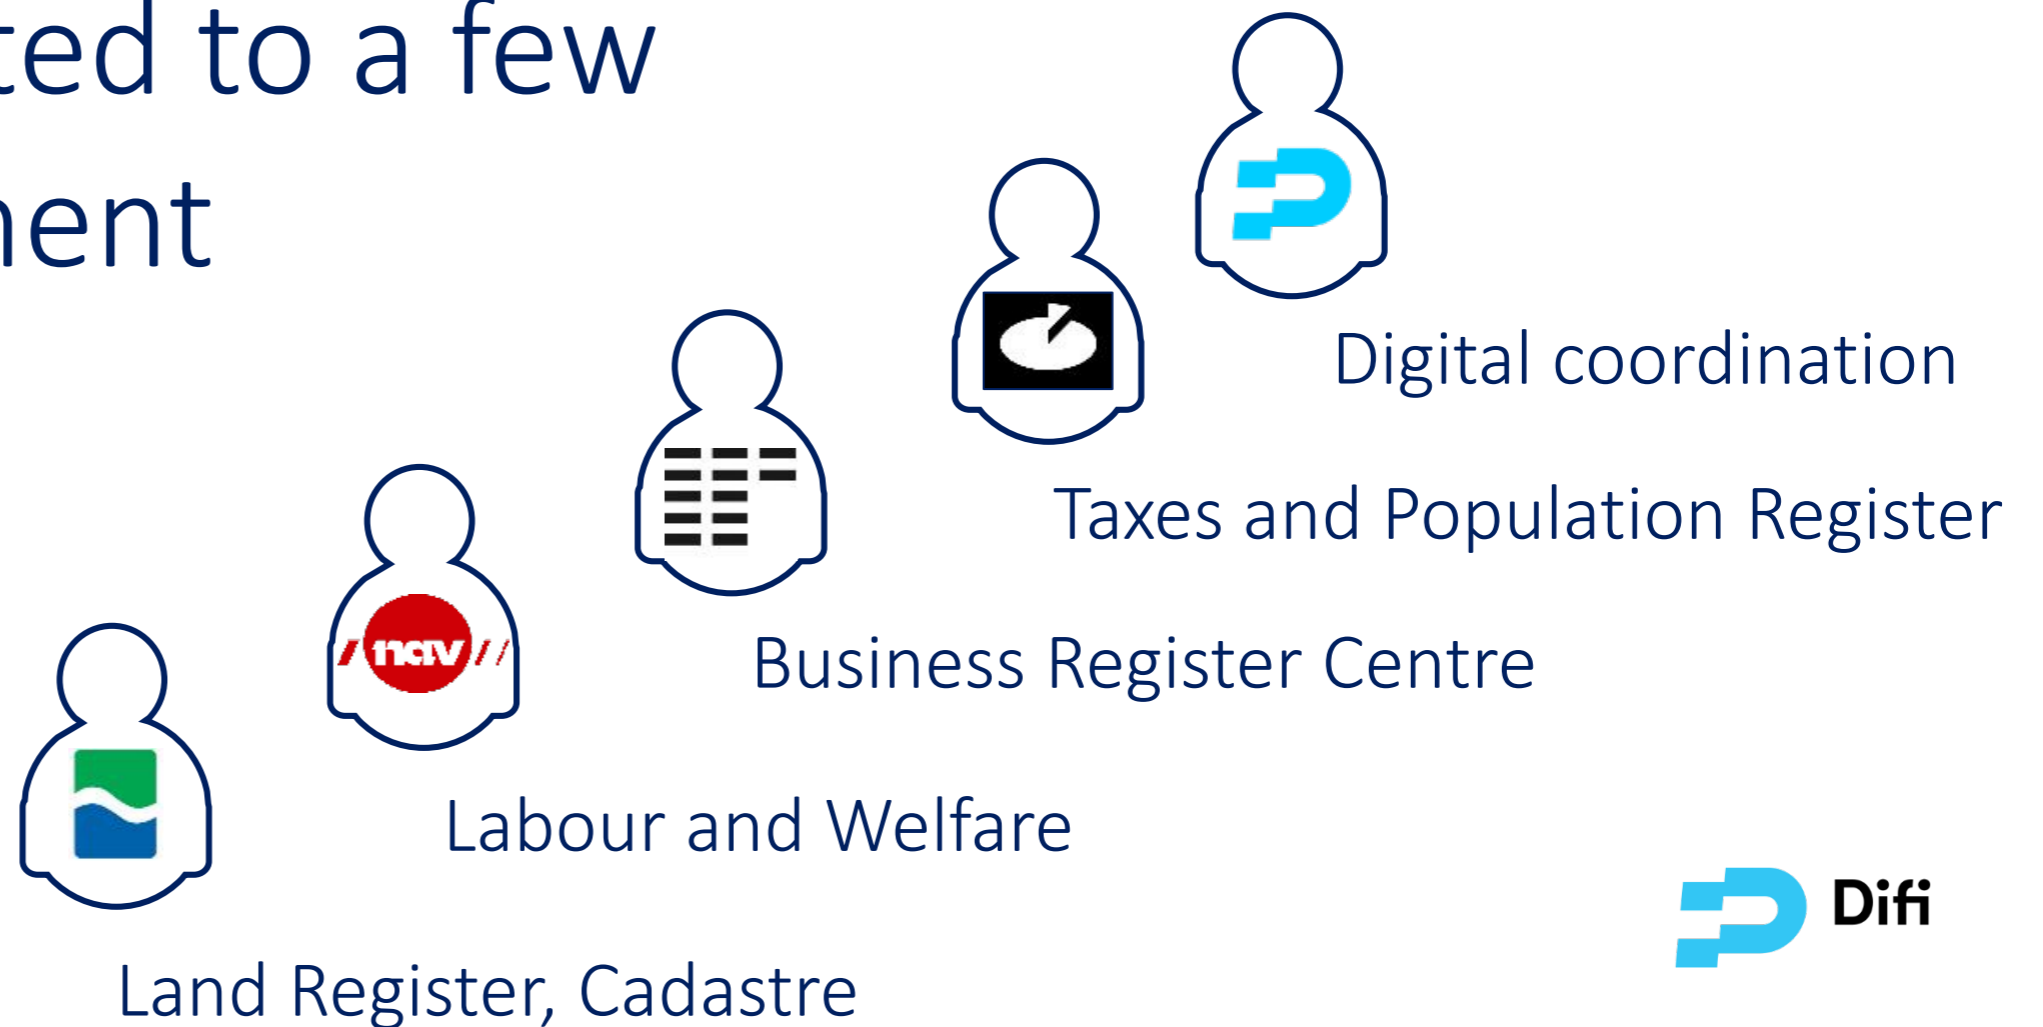 ted to a few
nent
Digital coordination
Taxes and Population Register
Business Register Centre
nav
Labour and Welfare
Difi
Land Register, Cadastre